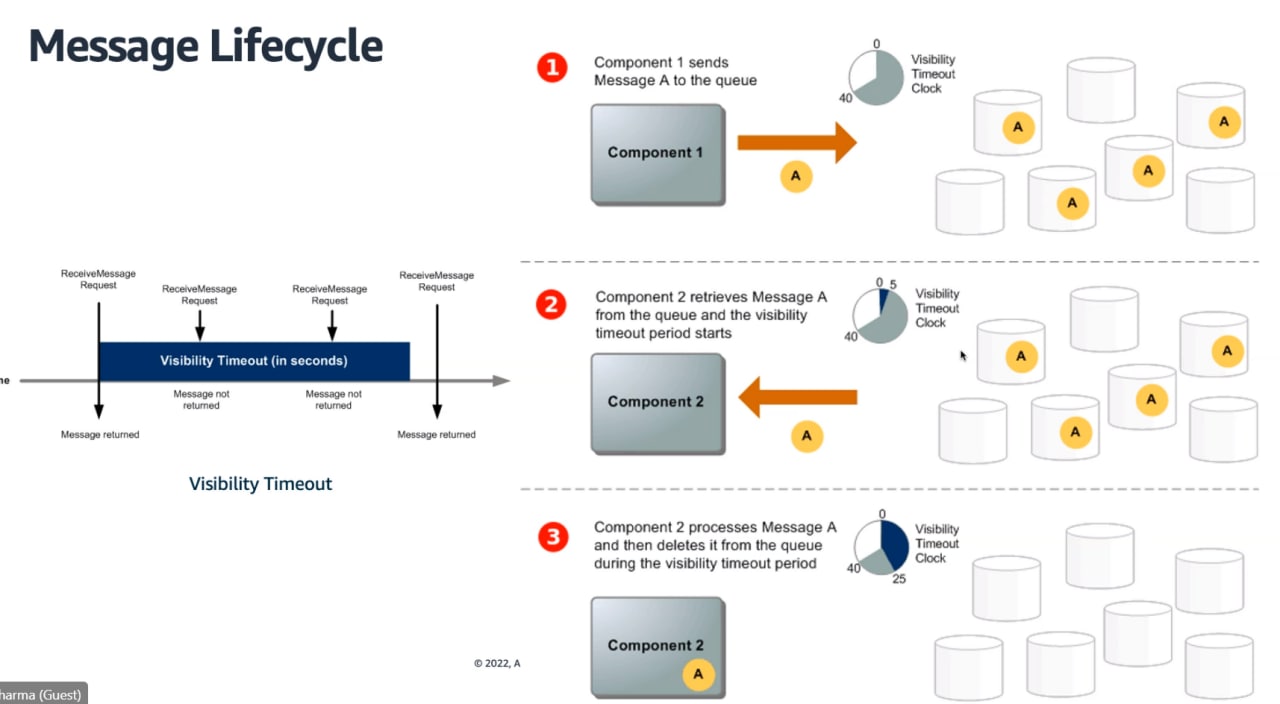 Message Lifecycle
ReceiveMessage
Request
ReceiveMessage
Request
ReceiveMessage
Request
ReceiveMessage
Request
Visibility Timeout (in seconds)
Message not
returned
Message not
returned
Message returned
Message returned
Visibility Timeout
1
Component 1 sends
Message A to the queue
0
40
Visibility
Timeout
Clock
Component 1
A
A
A
A
A
2
Component 2 retrieves Message A
from the queue and the visibility
timeout period starts
0 5
40
Visibility
Timeout
Clock
Component 2
A
A
A
A
A
3
Component 2 processes Message A
and then deletes it from the queue
during the visibility timeout period
0
40
25
Visibility
Timeout
Clock
Component 2
A
© 2022, A
(Guest)